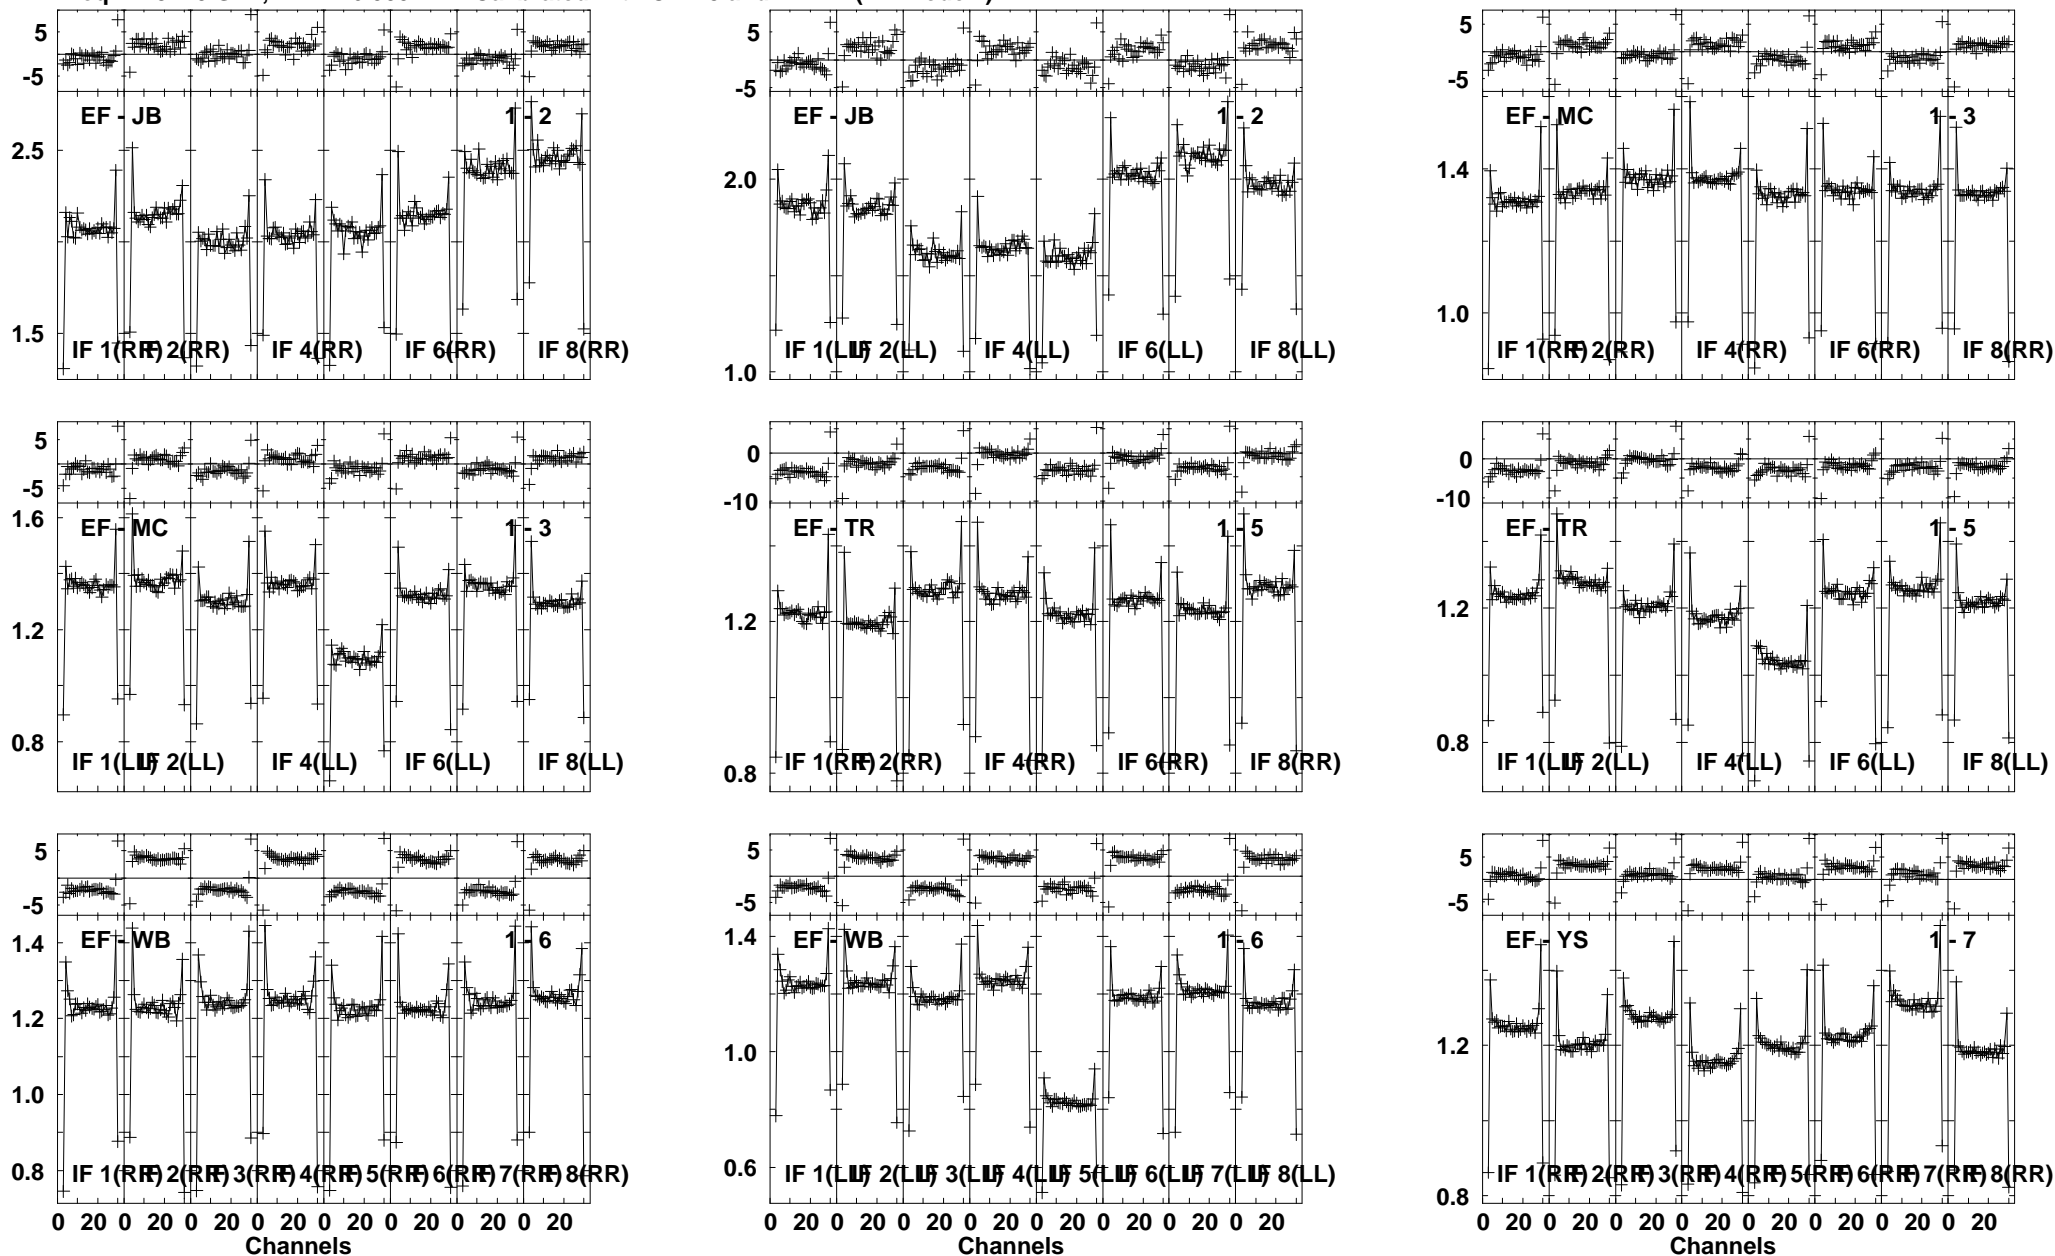 5
-5
EF - JB 1 - 2
2.5
1.5
IF 1(RR) IF 2(RR) IF 4(RR) IF 6(RR) IF 8(RR)
5
-5
EF - JB 1 - 2
2.0
IF 1(LL) IF 2(LL) IF 4(LL) IF 6(LL) IF 8(LL)
1.0
5
-5
EF - MC 1 - 3
1.4
1.0
IF 1(RR) IF 2(RR) IF 4(RR) IF 6(RR) IF 8(RR)
5
-5
1.6
EF - MC 1 - 3
1.2
0.8
IF 1(LL) IF 2(LL) IF 4(LL) IF 6(LL) IF 8(LL)
0
-10
EF - TR 1 - 5
1.2
IF 1(RR) IF 2(RR) IF 4(RR) IF 6(RR) IF 8(RR)
0.8
0
-10
EF - TR 1 - 5
1.2
0.8
IF 1(LL) IF 2(LL) IF 4(LL) IF 6(LL) IF 8(LL)
5
-5
1.4
EF - WB 1 - 6
1.2
1.0
0.8
IF 1(RR) IF 2(RR) IF 3(RR) IF 4(RR) IF 5(RR) IF 6(RR) IF 7(RR) IF 8(RR)
0 20 0 20 0 20 0 20 0 20 0 20 0 20 0 20
Channels
5
-5
1.4
EF - WB 1 - 6
1.0
0.6
IF 1(LL) IF 2(LL) IF 3(LL) IF 4(LL) IF 5(LL) IF 6(LL) IF 7(LL) IF 8(LL)
0 20 0 20 0 20 0 20 0 20 0 20 0 20 0 20
Channels
5
-5
EF - YS 1 - 7
1.2
IF 1(RR) IF 2(RR) IF 3(RR) IF 4(RR) IF 5(RR) IF 6(RR) IF 7(RR) IF 8(RR)
0.8
0 20 0 20 0 20 0 20 0 20 0 20 0 20 0 20
Channels